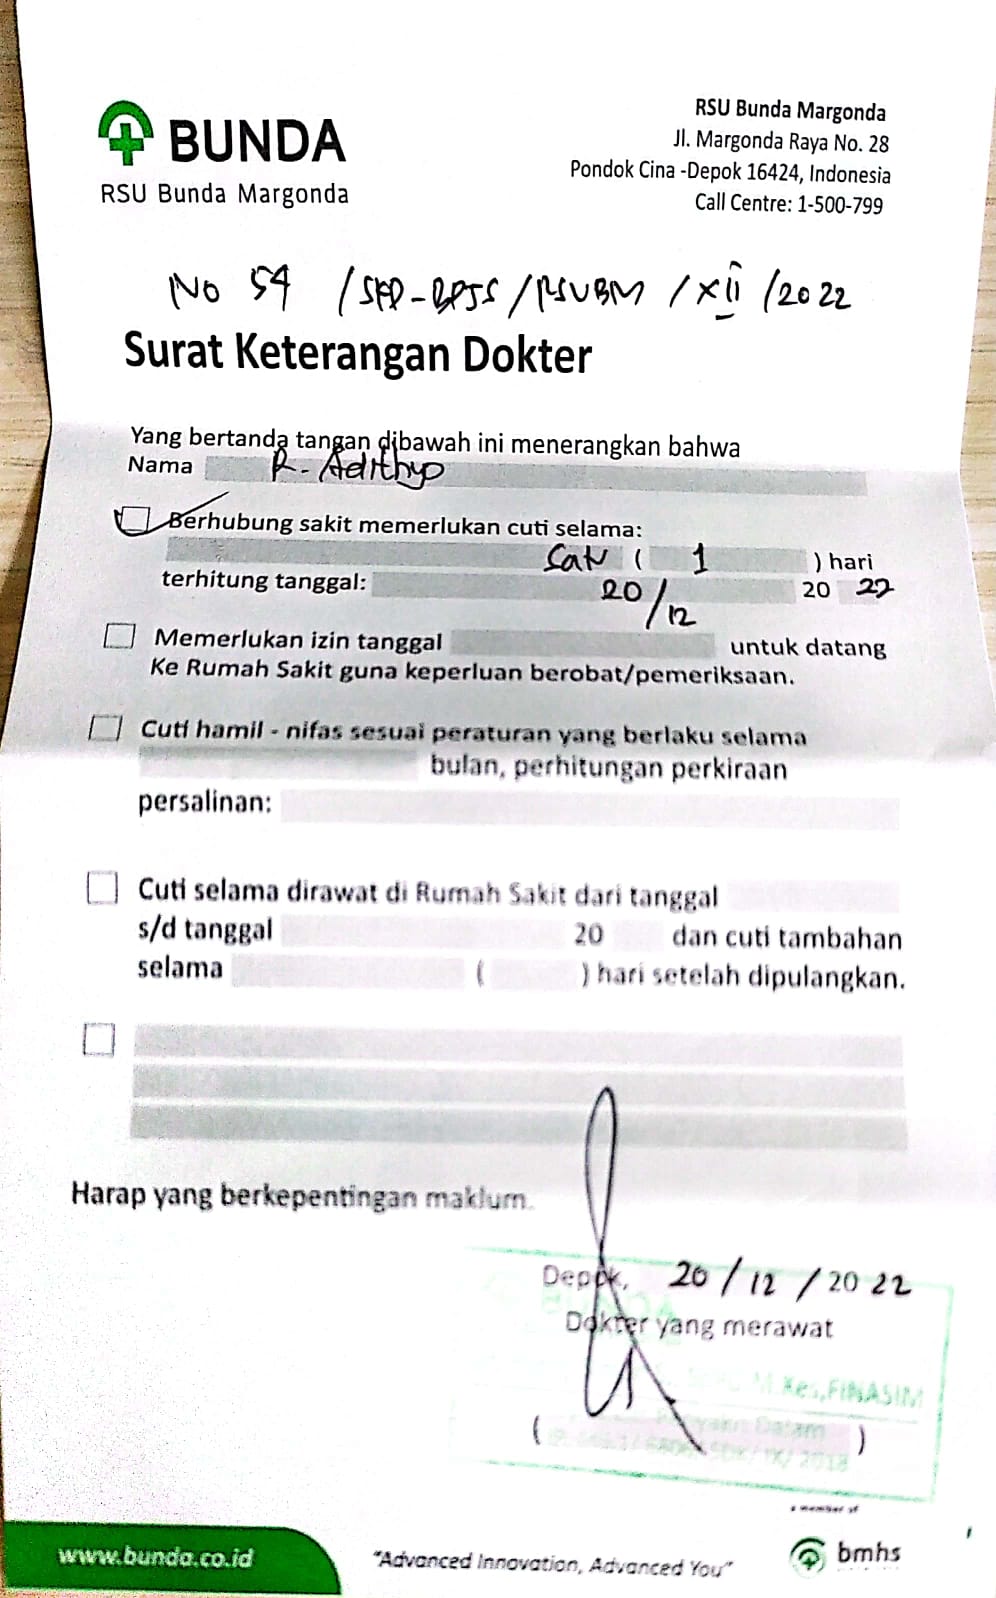 BUNDA
RSU Bunda Margonda
RSU Bunda Margonda
Jl. Margonda Raya No. 28
Pondok Cina -Depok 16424, Indonesia
Call Centre: 1-500-799
No 54 /SKD-BPJS/RSUBM/XII/2022
Surat Keterangan Dokter
Yang bertanda tangan dibawah ini menerangkan bahwa
Nama R. Adithyo
Berhubung sakit memerlukan cuti selama:
Satu ( 1 ) hari
terhitung tanggal: 20/12 20 22
Memerlukan izin tanggal untuk datang
Ke Rumah Sakit guna keperluan berobat/pemeriksaan.
Cuti hamil - nifas sesuai peraturan yang berlaku selama
bulan, perhitungan perkiraan
persalinan:
Cuti selama dirawat di Rumah Sakit dari tanggal
s/d tanggal 20 dan cuti tambahan
selama ( ) hari setelah dipulangkan.
Harap yang berkepentingan maklum.
Depok, 20/12/2022
Dokter yang merawat
M.Kes,FINASIM
Penyakit Dalam
( )
www.bunda.co.id
"Advanced Innovation, Advanced You"
a member of
bmhs